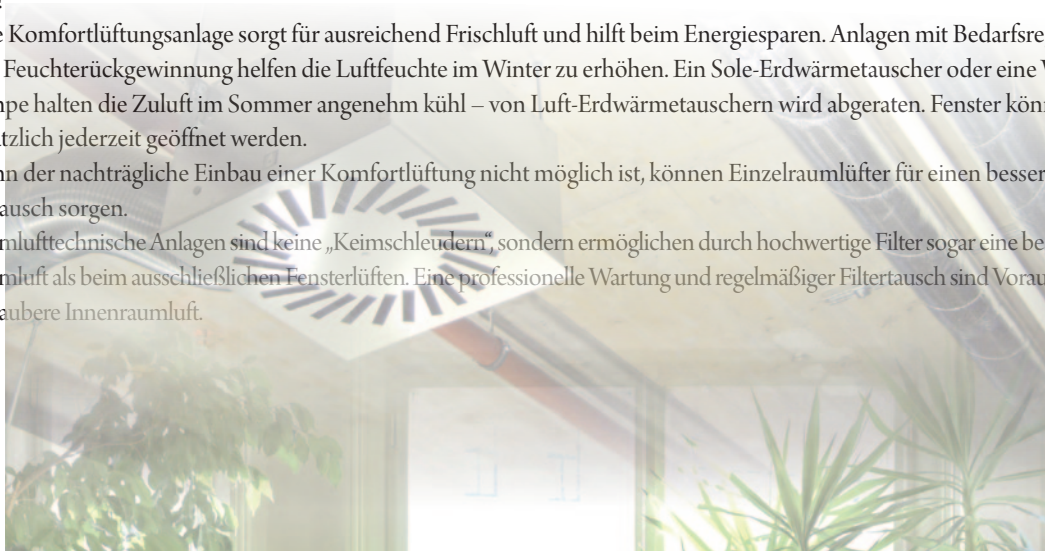 e Komfortlüftungsanlage sorgt für ausreichend Frischluft und hilft beim Energiesparen. Anlagen mit Bedarfsre
Feuchterückgewinnung helfen die Luftfeuchte im Winter zu erhöhen. Ein Sole-Erdwärmetauscher oder eine W
mpe halten die Zuluft im Sommer angenehm kühl – von Luft-Erdwärmetauschern wird abgeraten. Fenster könn
tzlich jederzeit geöffnet werden.
nn der nachträgliche Einbau einer Komfortlüftung nicht möglich ist, können Einzelraumlüfter für einen besser
ausch sorgen.
mlufttechnische Anlagen sind keine „Keimschleudern“, sondern ermöglichen durch hochwertige Filter sogar eine be
mluft als beim ausschließlichen Fensterlüften. Eine professionelle Wartung und regelmäßiger Filtertausch sind Vorau
aubere Innenraumluft.